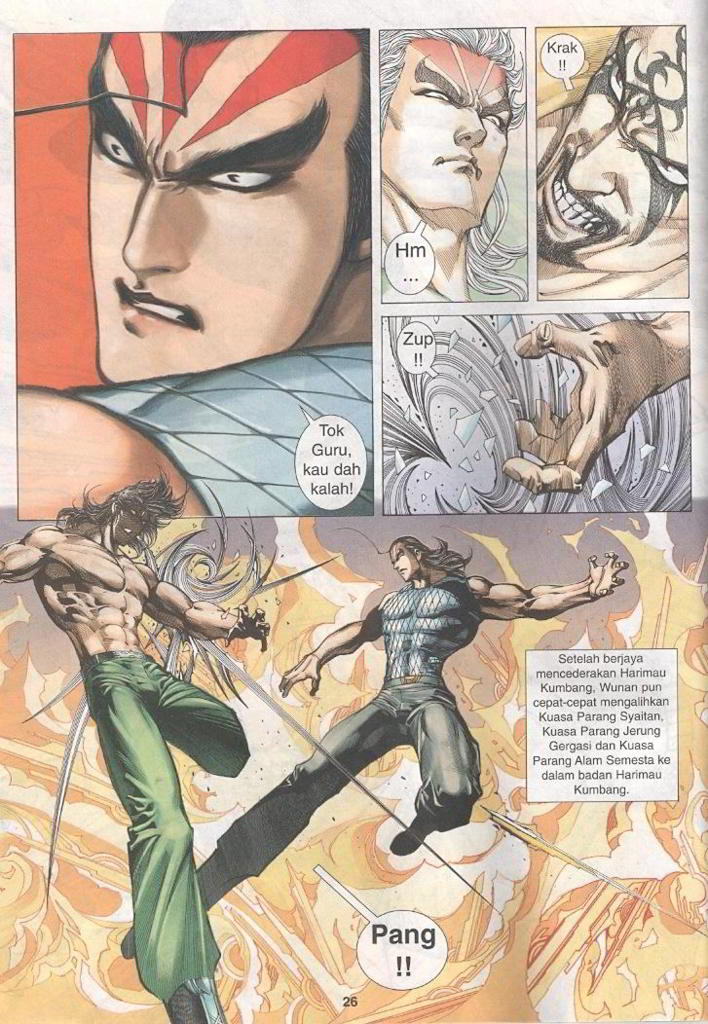 Tok
Guru,
kau dah
kalah!
Hm
...
Krak
!!
Zup
!!
Setelah berjaya
mencederakan Harimau
Kumbang, Wunan pun
cepat-cepat mengalihkan
Kuasa Parang Syaitan,
Kuasa Parang Jerung
Gergasi dan Kuasa
Parang Alam Semesta ke
dalam badan Harimau
Kumbang.
Pang
!!
26